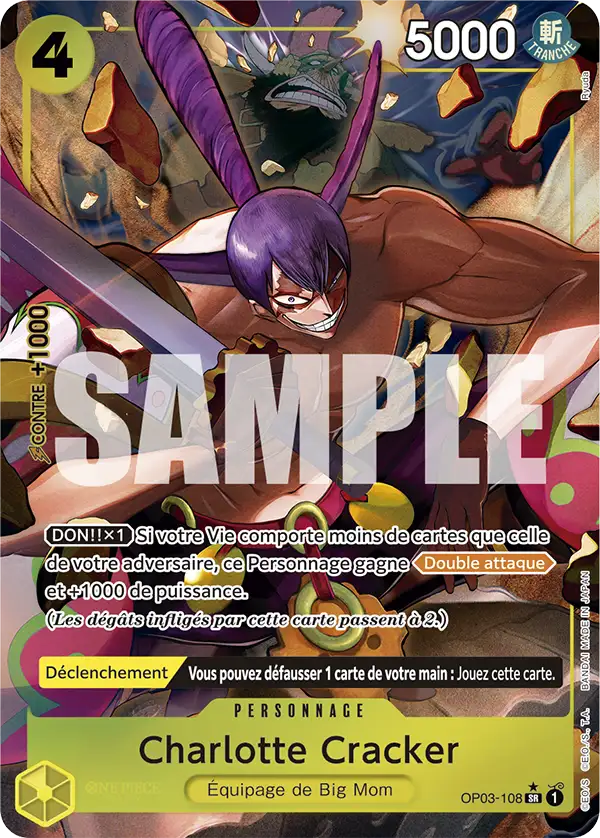 4
5000
斬
TRANCHE
Ryuda
CONTRE +1000
SAMPLE
DON!!×1 Si votre Vie comporte moins de cartes que celle
de votre adversaire, ce Personnage gagne Double attaque
et +1000 de puissance.
(Les dégâts infligés par cette carte passent à 2.)
Déclenchement Vous pouvez défausser 1 carte de votre main : Jouez cette carte.
PERSONNAGE
Charlotte Cracker
Équipage de Big Mom
ONE PIECE
OP03-108 SR 1
©EO/S ©E.O./S., T.A. BANDAI MADE IN JAPAN